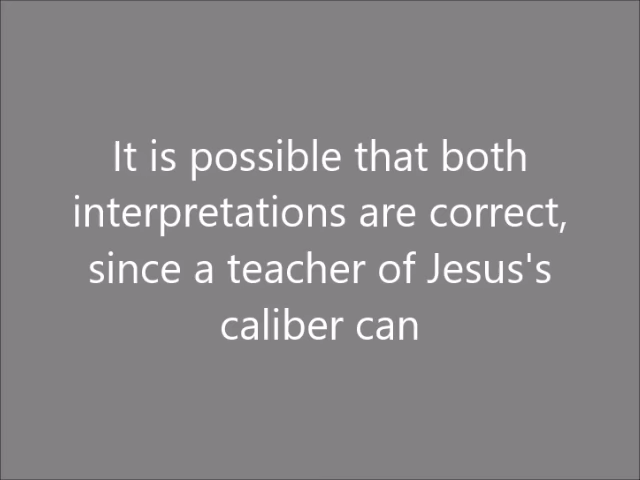 It is possible that both
interpretations are correct,
since a teacher of Jesus's
caliber can